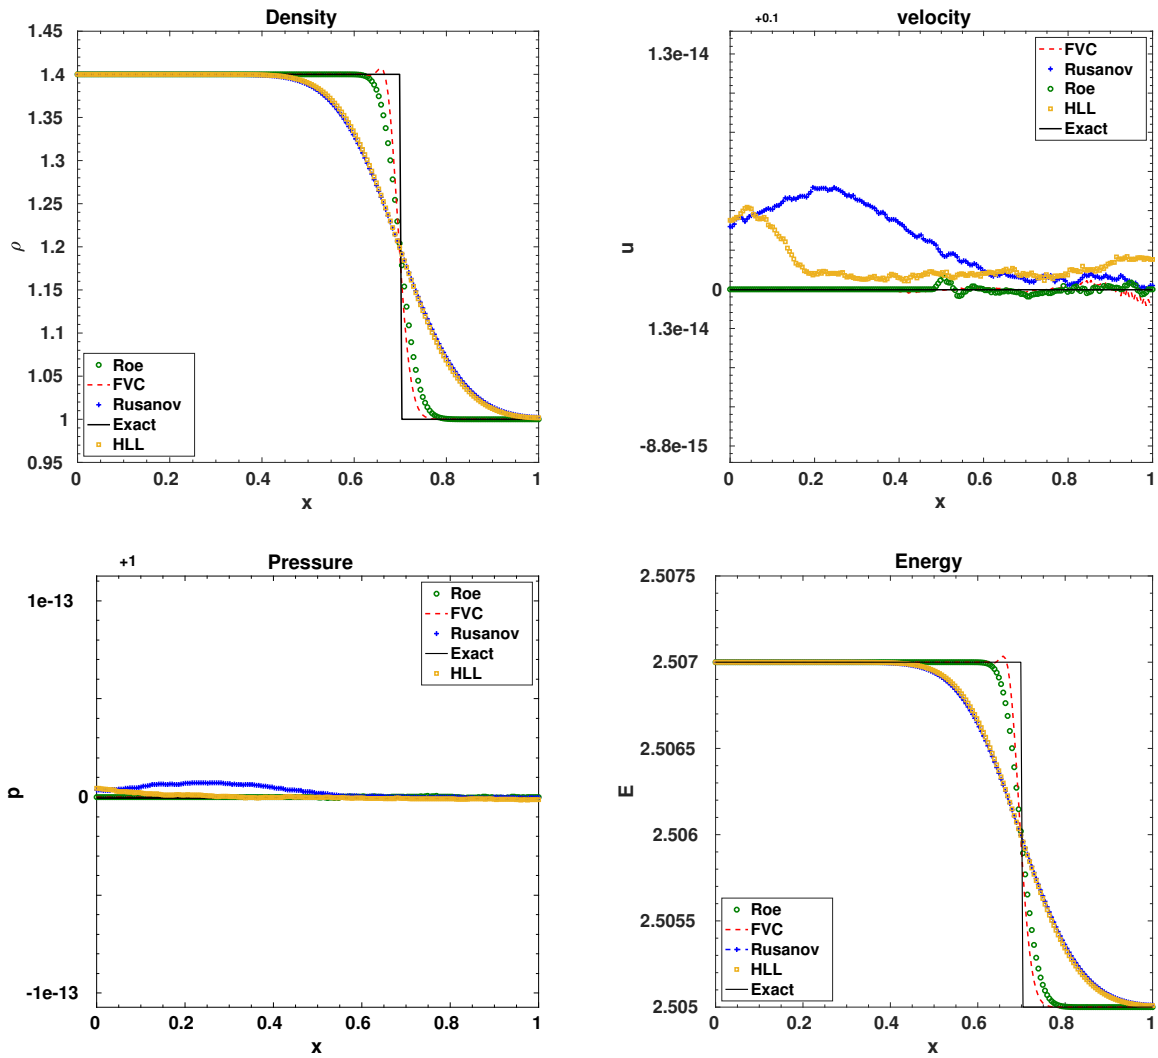 Density
1.45
1.4
1.35
1.3
1.25
1.2
1.15
1.1
1.05
1
0.95
ρ
Roe
FVC
Rusanov
Exact
HLL
0 0.2 0.4 0.6 0.8 1
x
velocity
+0.1
1.3e-14
0
1.3e-14
-8.8e-15
u
FVC
Rusanov
Roe
HLL
Exact
0 0.2 0.4 0.6 0.8 1
x
Pressure
+1
1e-13
0
-1e-13
p
Roe
FVC
Rusanov
Exact
HLL
0 0.2 0.4 0.6 0.8 1
x
Energy
2.5075
2.507
2.5065
2.506
2.5055
2.505
E
Roe
FVC
Rusanov
HLL
Exact
0 0.2 0.4 0.6 0.8 1
x